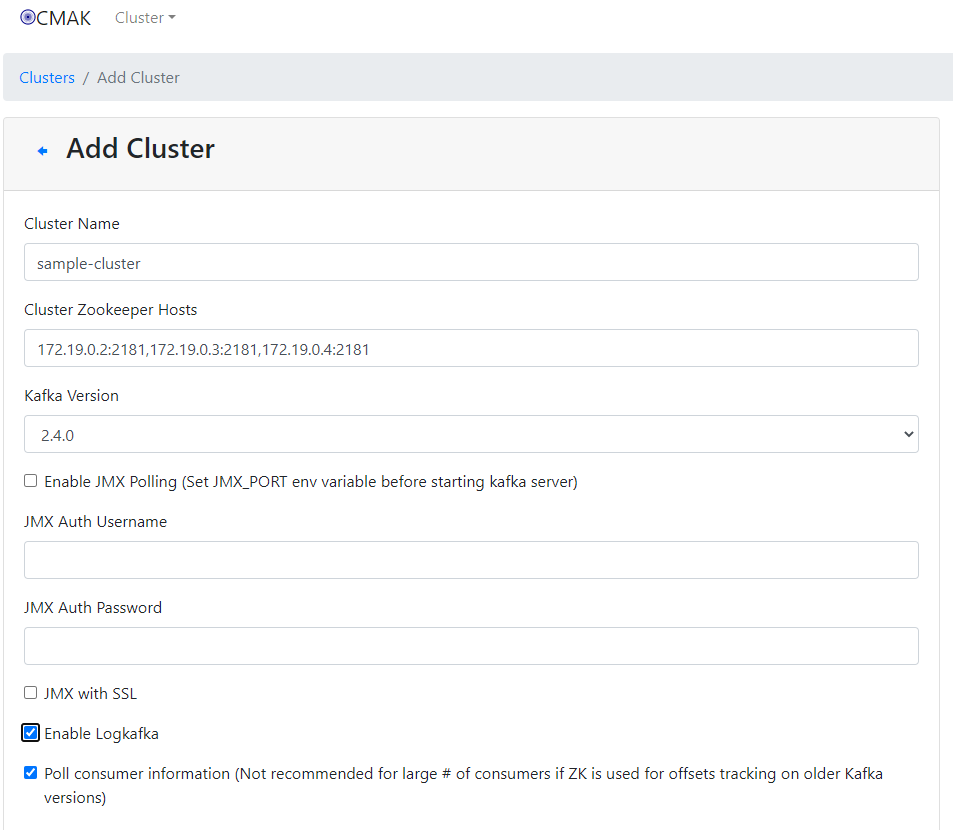 CMAK Cluster
Clusters / Add Cluster
Add Cluster
Cluster Name
sample-cluster
Cluster Zookeeper Hosts
172.19.0.2:2181,172.19.0.3:2181,172.19.0.4:2181
Kafka Version
2.4.0
Enable JMX Polling (Set JMX_PORT env variable before starting kafka server)
JMX Auth Username
JMX Auth Password
JMX with SSL
Enable Logkafka
Poll consumer information (Not recommended for large # of consumers if ZK is used for offsets tracking on older Kafka
versions)